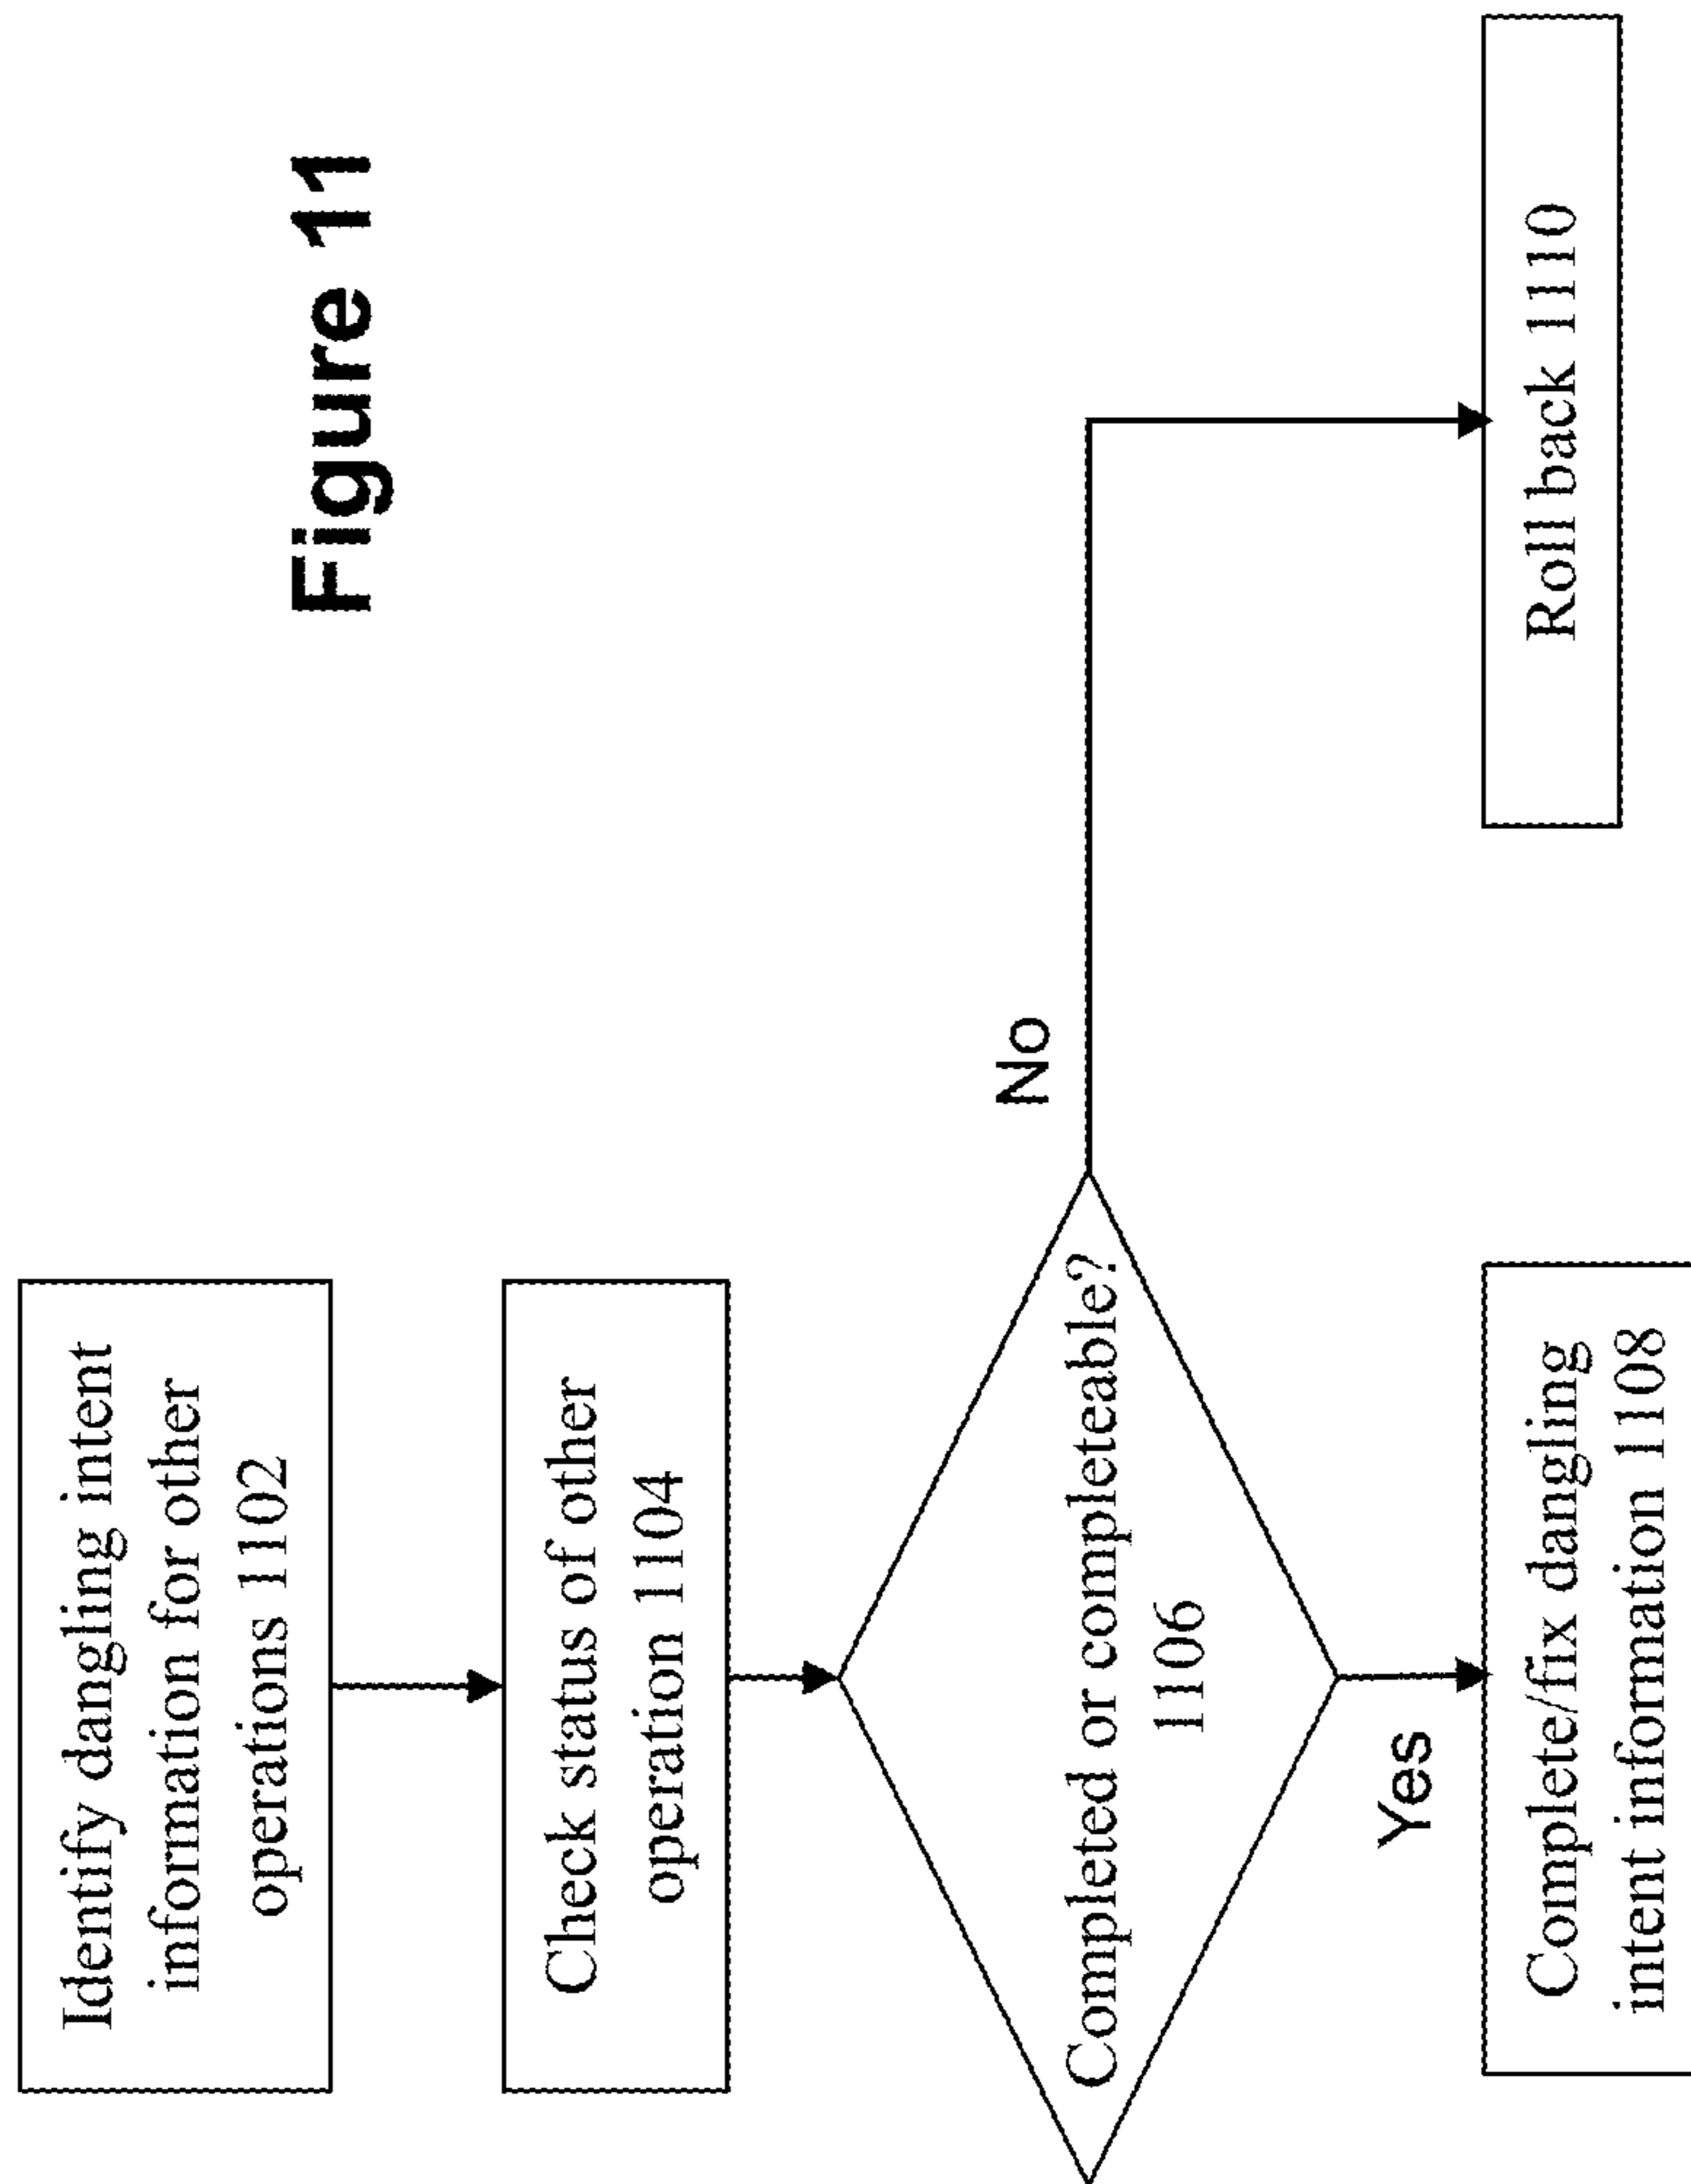 Figure 11
Identify dangling intent
information for other
operations 1102
Check status of other
operation 1104
Completed or completeable?
1106
No
Yes
Complete/fix dangling
intent information 1108
Roll back 1110